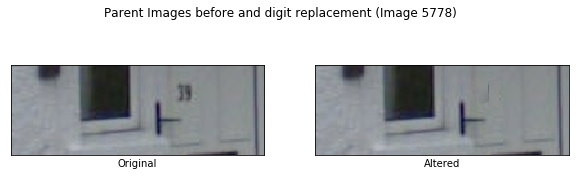 Parent Images before and digit replacement (Image 5778)
39
Original
Altered